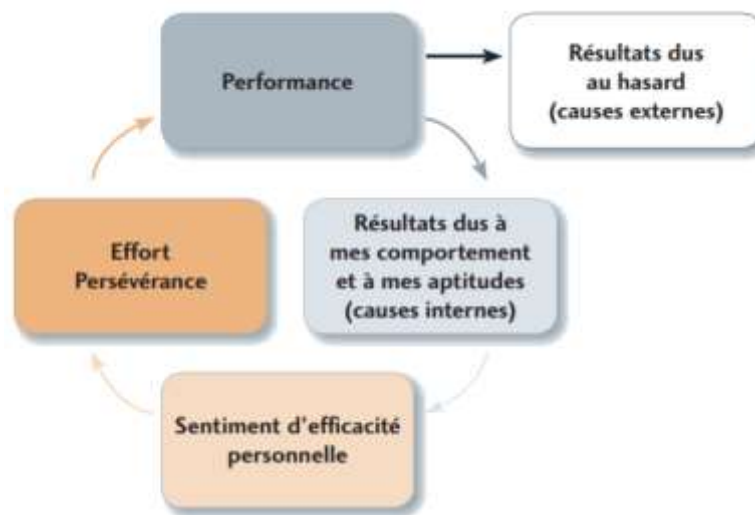 Performance
Résultats dus
au hasard
(causes externes)
Effort
Persévérance
Résultats dus à
mes comportement
et à mes aptitudes
(causes internes)
Sentiment d'efficacité
personnelle